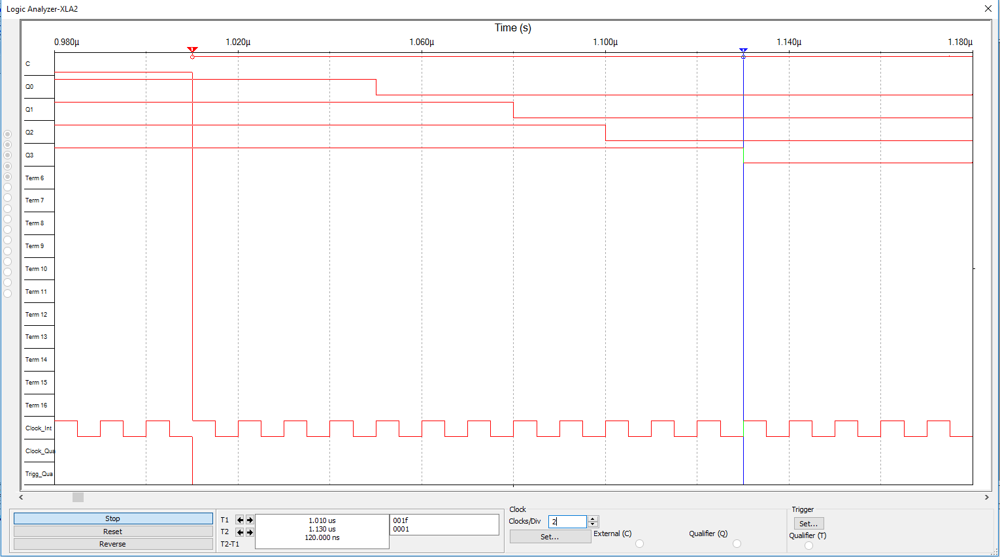 Logic Analyzer-XLA2
Time (s)
0.980µ 1.020µ 1.060µ 1.100µ 1.140µ 1.180µ
C
Q0
Q1
Q2
Q3
Term 6
Term 7
Term 8
Term 9
Term 10
Term 11
Term 12
Term 13
Term 14
Term 15
Term 16
Clock_Int
Clock_Qua
Trigg_Qua
Stop
Reset
Reverse
T1
T2
T2-T1
1.010 us
1.130 us
120.000 ns
001f
0001
Clock
Clocks/Div 2
Set...
External (C)
Qualifier (Q)
Trigger
Set...
Qualifier (T)